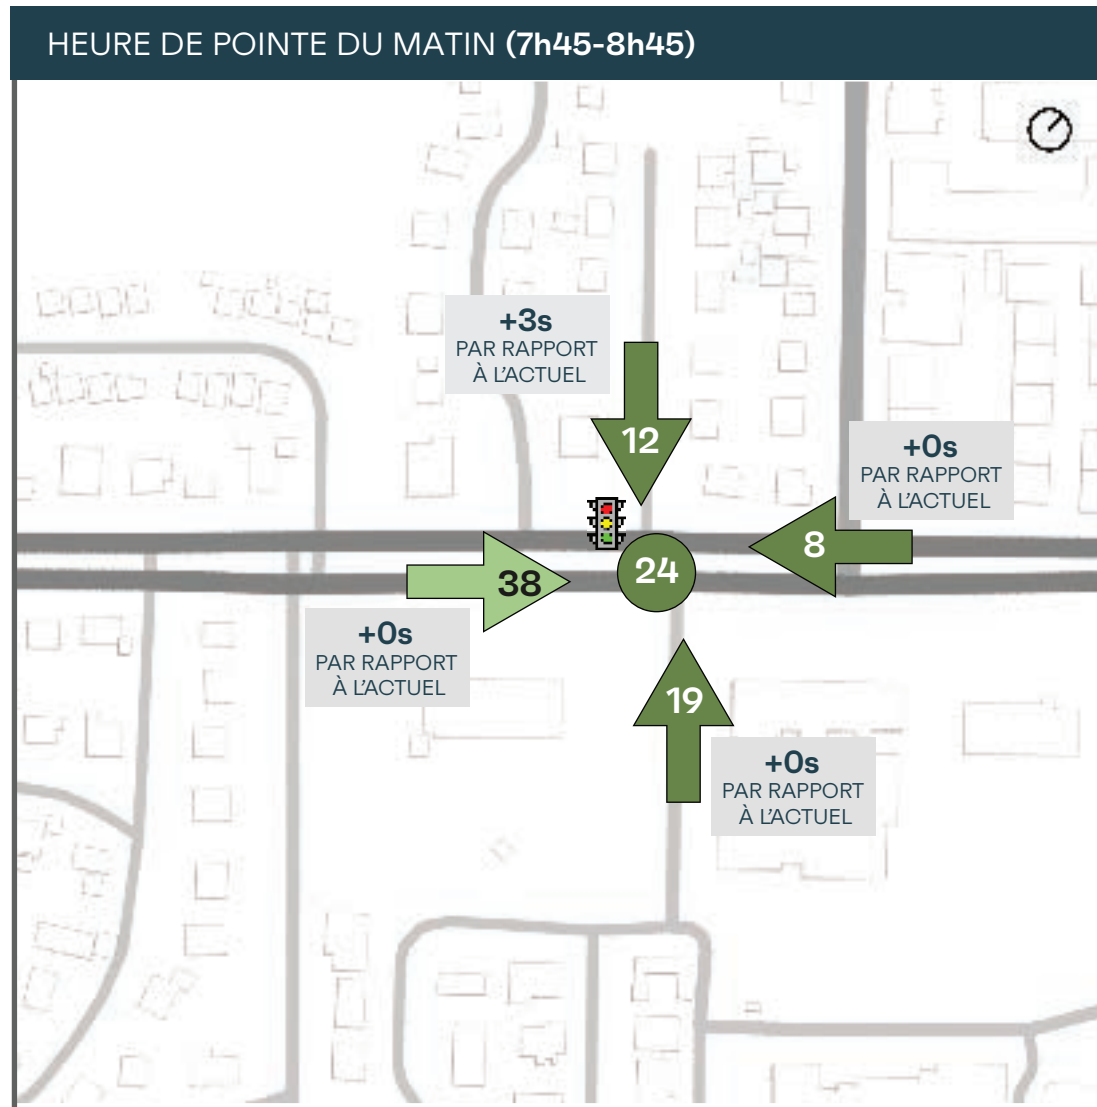 HEURE DE POINTE DU MATIN (7h45-8h45)
+3s
PAR RAPPORT
À L'ACTUEL
12
+0s
PAR RAPPORT
À L'ACTUEL
8
38
24
+0s
PAR RAPPORT
À L'ACTUEL
19
+0s
PAR RAPPORT
À L'ACTUEL